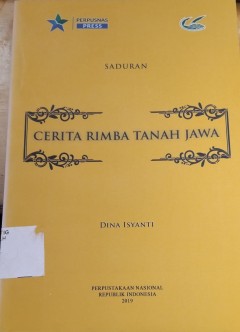 PERPUSNAS
PRESS
SADURAN
CERITA RIMBA TANAH JAWA
DINA ISYANTI
PERPUSTAKAAN NASIONAL
REPUBLIK INDONESIA
2019